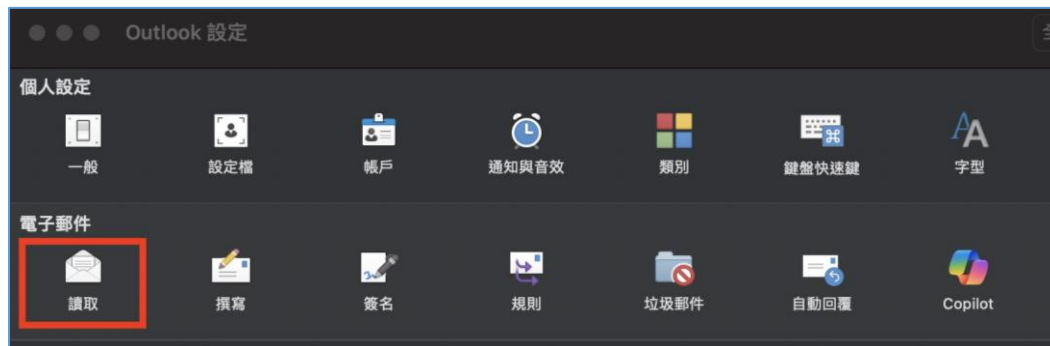 Outlook 設定
個人設定
一般 設定檔 帳戶 通知與音效 類別 鍵盤快速鍵 字型
電子郵件
讀取 撰寫 簽名 規則 垃圾郵件 自動回覆 Copilot